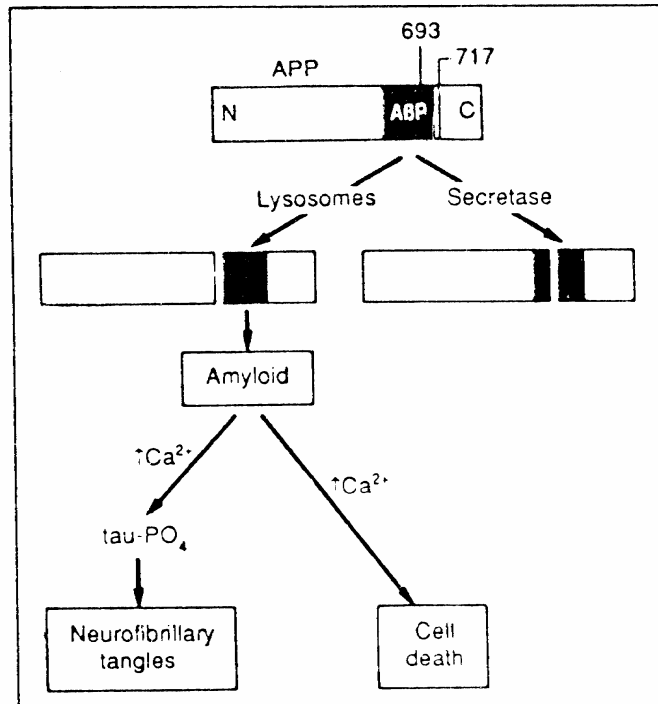 693
717
APP
N
ABP
C
Lysosomes
Secretase
Amyloid
↑Ca²⁺
↑Ca²⁺
tau-PO₄
Neurofibrillary
tangles
Cell
death